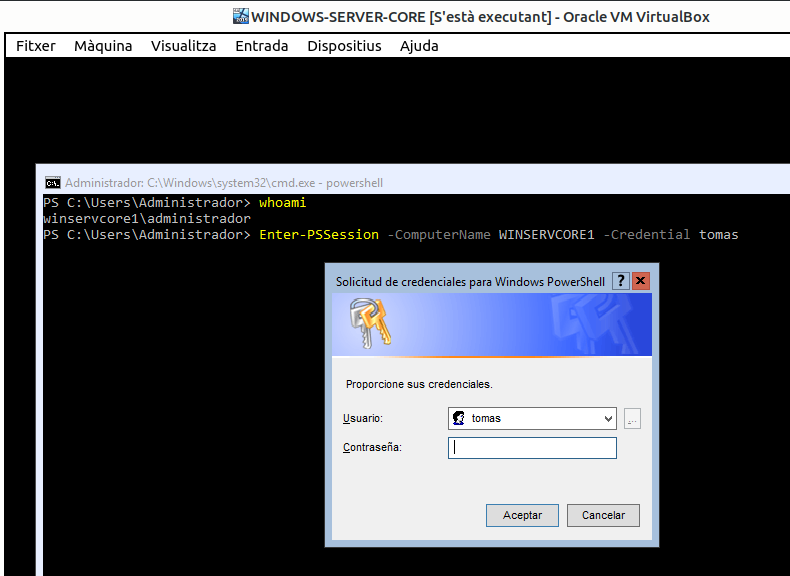 WINDOWS-SERVER-CORE [S'està executant] - Oracle VM VirtualBox
Fitxer Màquina Visualitza Entrada Dispositius Ajuda
Administrador: C:\Windows\system32\cmd.exe - powershell
PS C:\Users\Administrador> whoami
winservcore1\administrador
PS C:\Users\Administrador> Enter-PSSession -ComputerName WINSERVCORE1 -Credential tomas
Solicitud de credenciales para Windows PowerShell ?
Proporcione sus credenciales.
Usuario: tomas ...
Contraseña:
Aceptar Cancelar